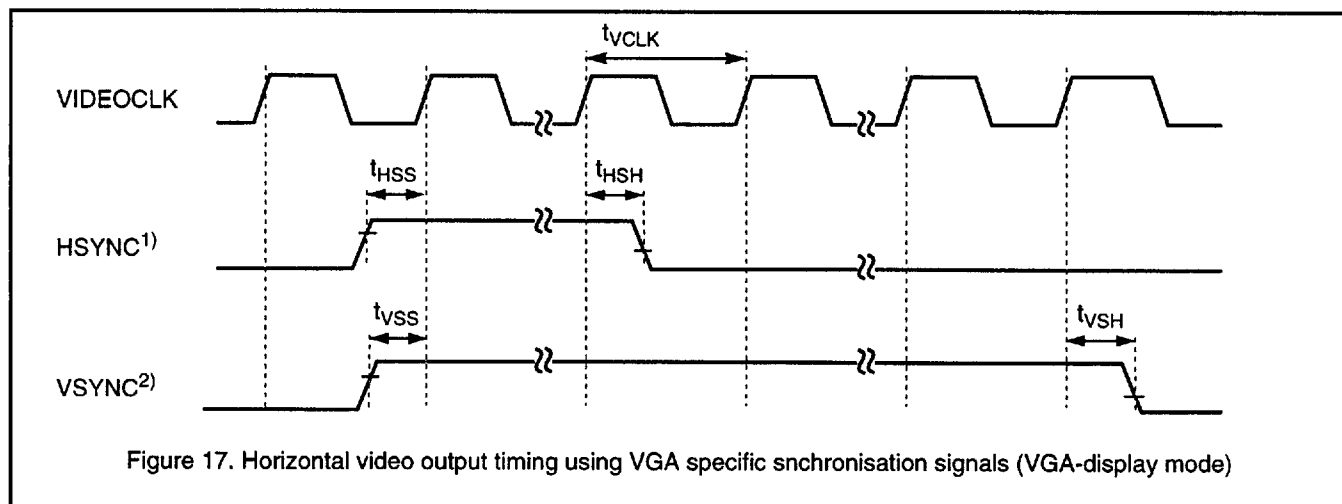 tVCLK
VIDEOCLK
tHSS
tHSH
HSYNC1)
tVSS
tVSH
VSYNC2)
Figure 17. Horizontal video output timing using VGA specific snchronisation signals (VGA-display mode)